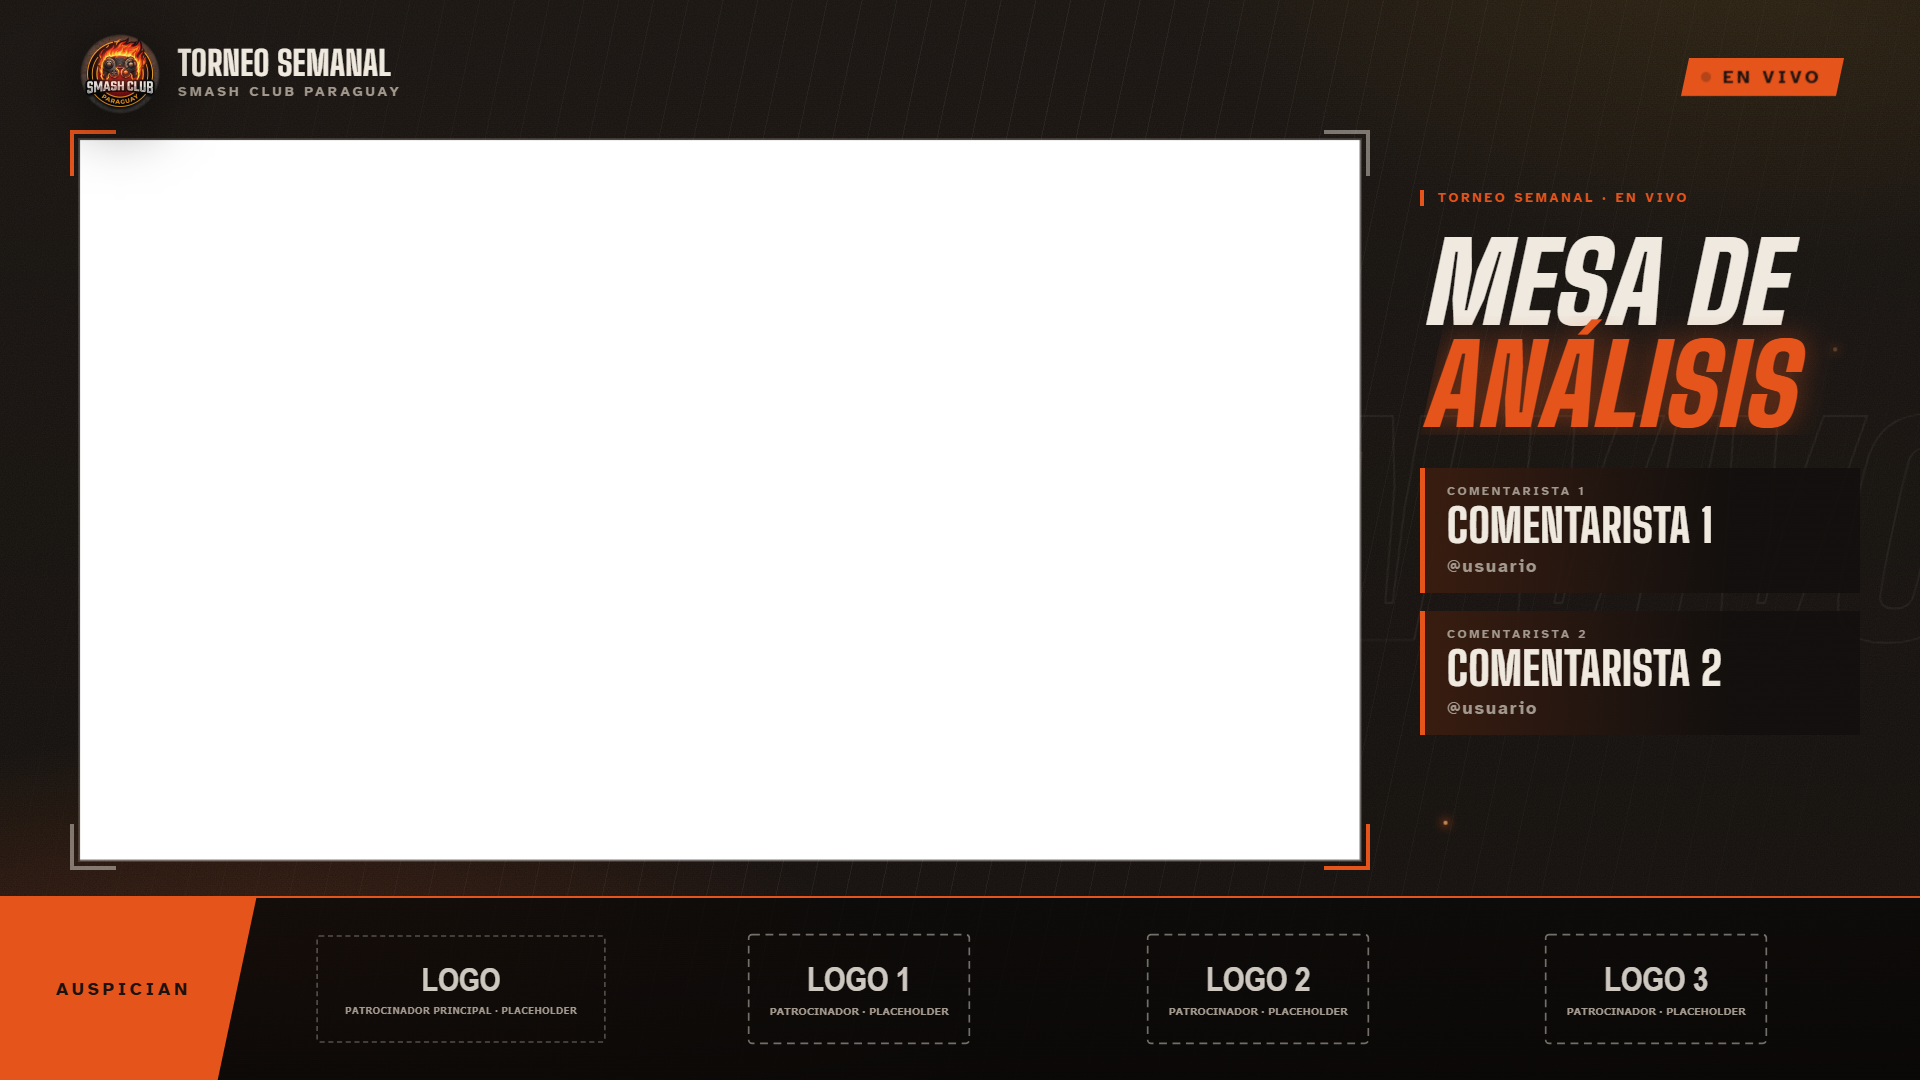 SMASH CLUB
PARAGUAY
TORNEO SEMANAL
SMASH CLUB PARAGUAY
EN VIVO
TORNEO SEMANAL · EN VIVO
MESA DE
ANÁLISIS
COMENTARISTA 1
COMENTARISTA 1
@usuario
COMENTARISTA 2
COMENTARISTA 2
@usuario
AUSPICIAN
LOGO
PATROCINADOR PRINCIPAL · PLACEHOLDER
LOGO 1
PATROCINADOR · PLACEHOLDER
LOGO 2
PATROCINADOR · PLACEHOLDER
LOGO 3
PATROCINADOR · PLACEHOLDER